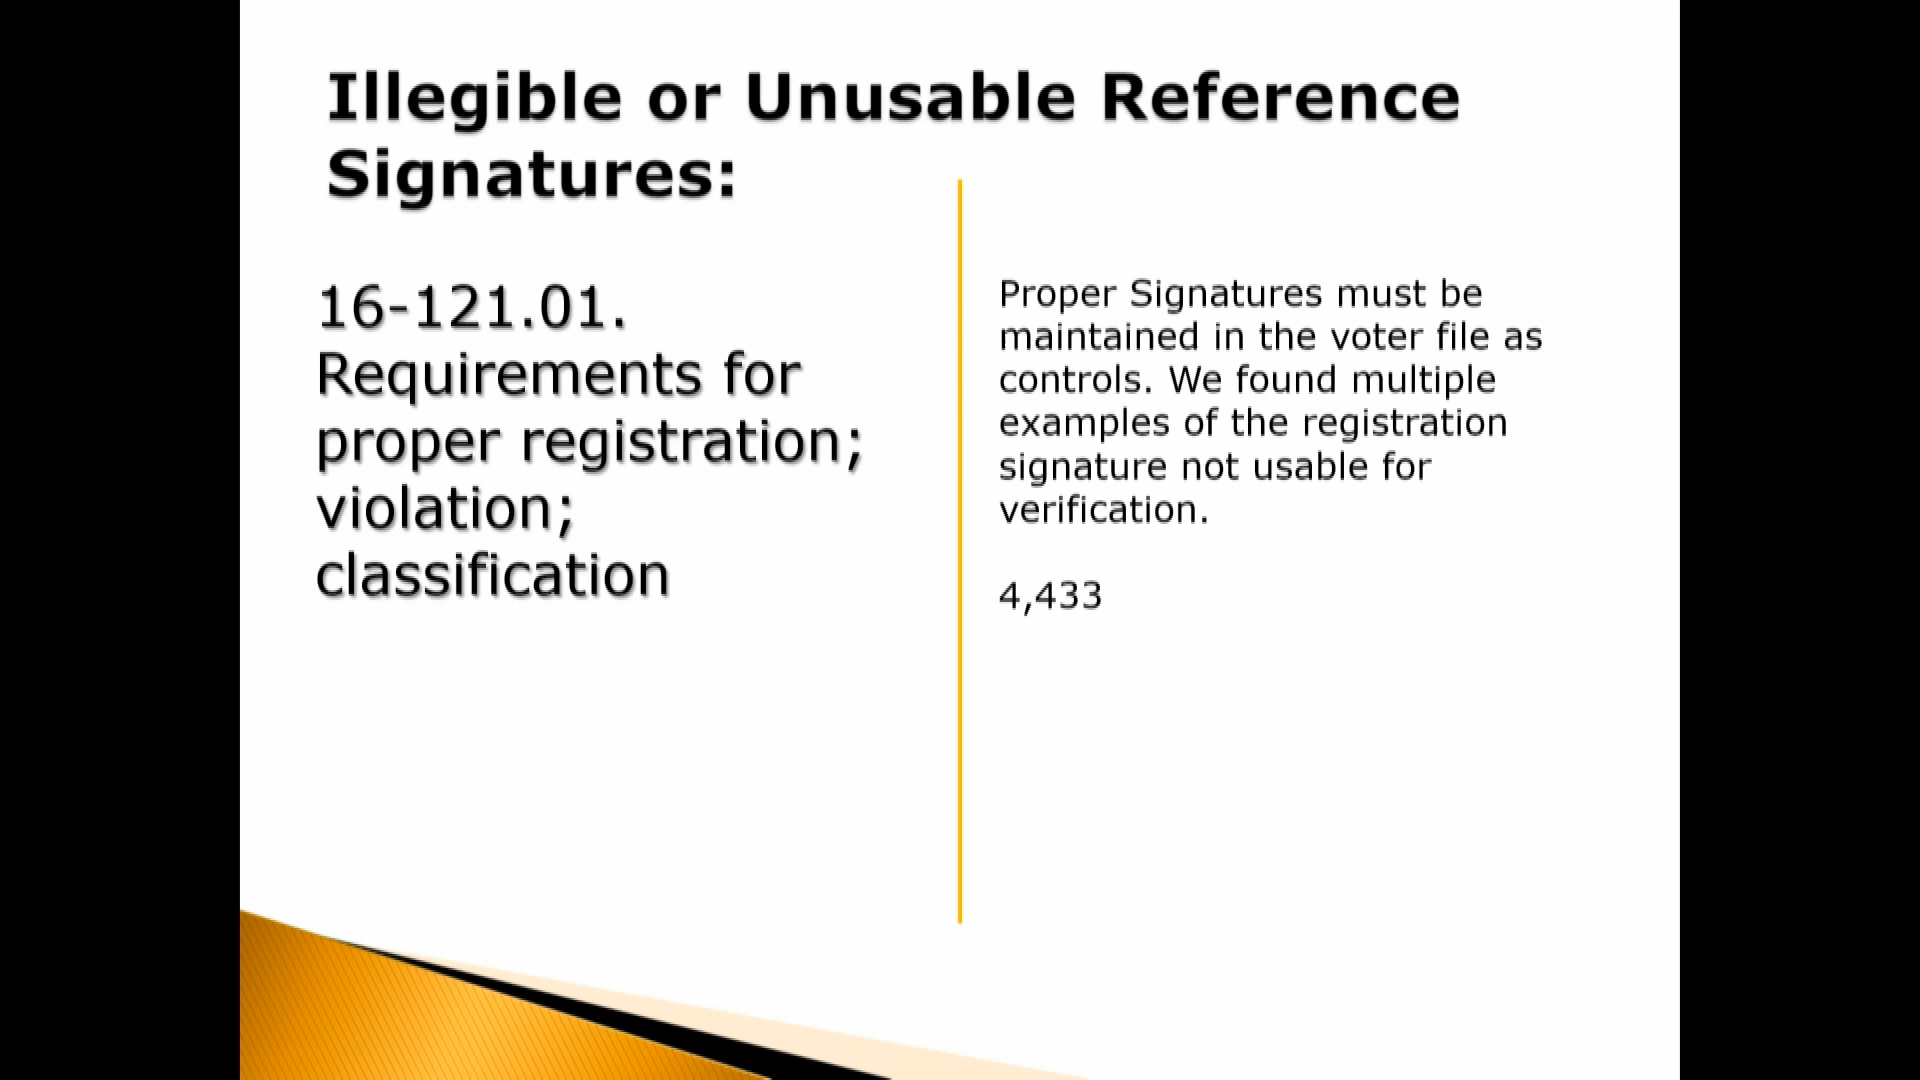 Illegible or Unusable Reference
Signatures:
16-121.01.
Requirements for
proper registration;
violation;
classification
Proper Signatures must be
maintained in the voter file as
controls. We found multiple
examples of the registration
signature not usable for
verification.
4,433